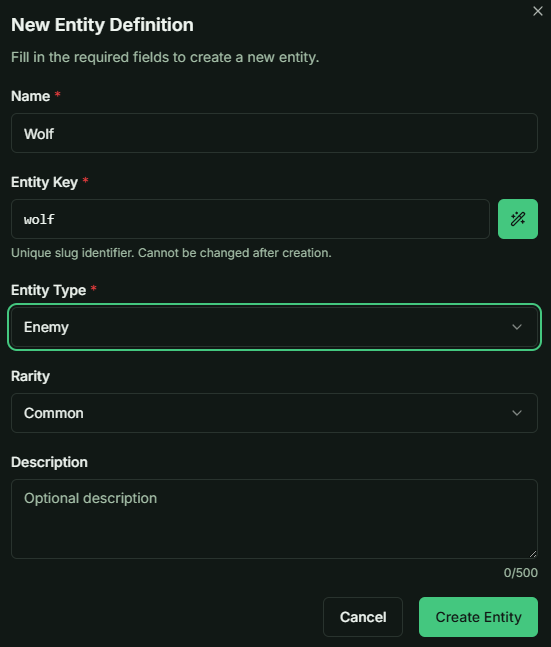 New Entity Definition
Fill in the required fields to create a new entity.
Name *
Wolf
Entity Key *
wolf
Unique slug identifier. Cannot be changed after creation.
Entity Type *
Enemy
Rarity
Common
Description
Optional description
0/500
Cancel
Create Entity